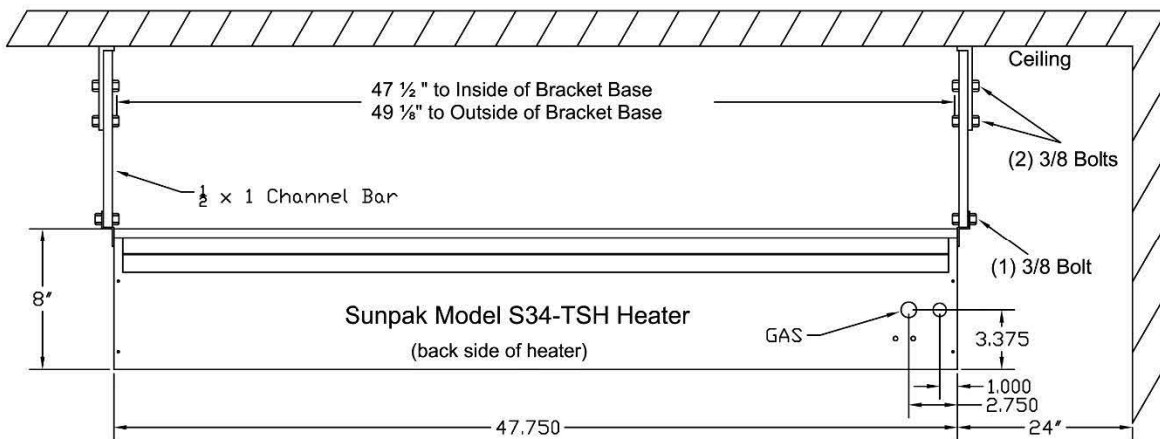 Ceiling
47 ½ " to Inside of Bracket Base
49 ⅛" to Outside of Bracket Base
(2) 3/8 Bolts
½ x 1 Channel Bar
(1) 3/8 Bolt
8"
Sunpak Model S34-TSH Heater
(back side of heater)
GAS
3.375
1.000
2.750
47.750
24"